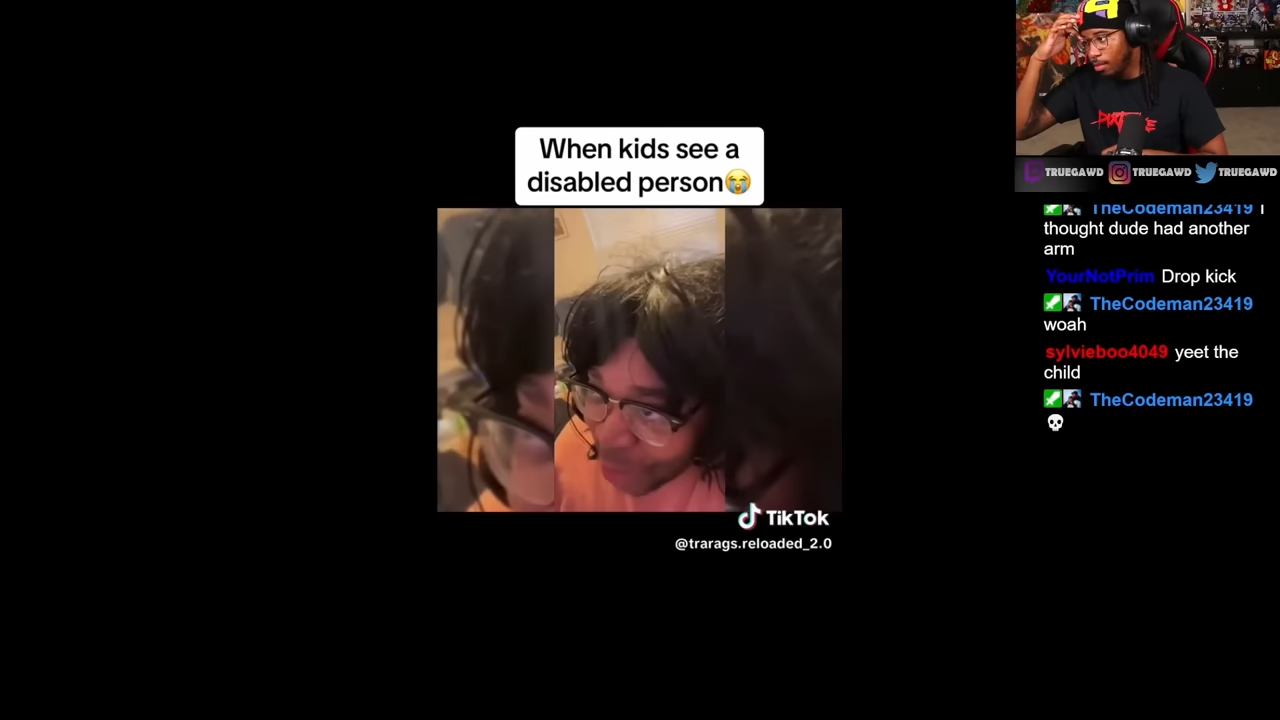 When kids see a
disabled person😭
TikTok
@trarags.reloaded_2.0
TRUEGAWD TRUEGAWD TRUEGAWD
TheCodeman23419 I
thought dude had another
arm
YourNotPrim Drop kick
TheCodeman23419
woah
sylvieboo4049 yeet the
child
TheCodeman23419
💀